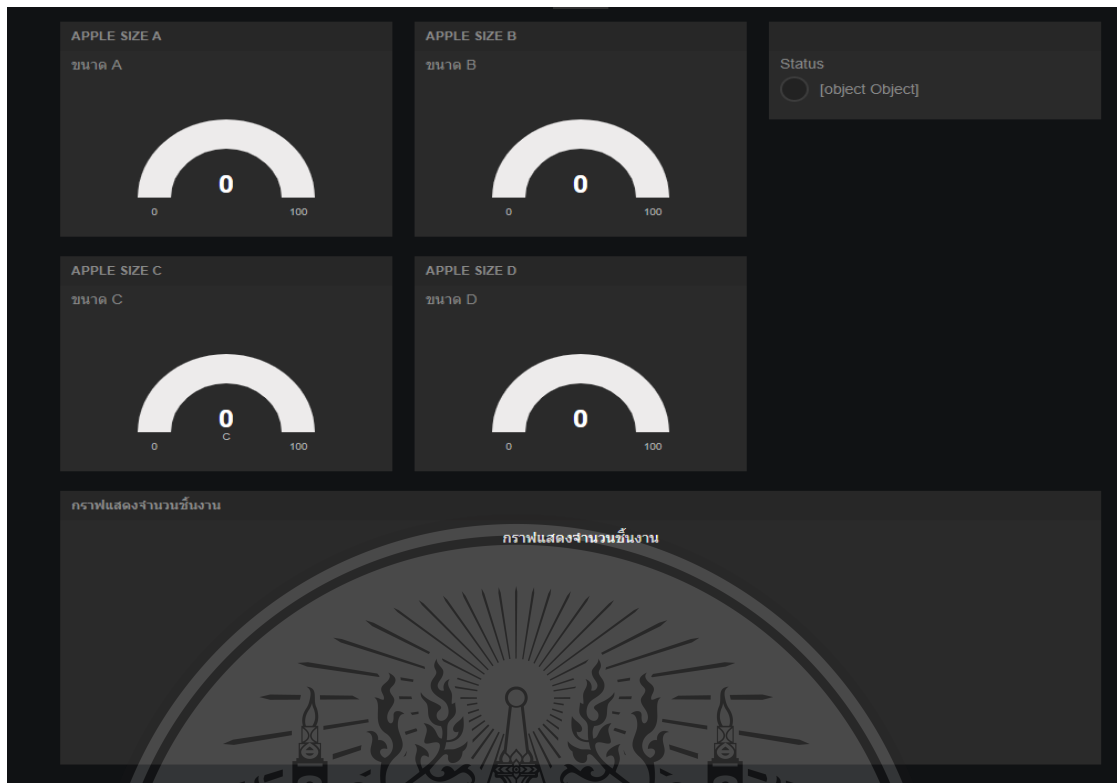 APPLE SIZE A
ขนาด A
0
0 100
APPLE SIZE B
ขนาด B
0
0 100
Status
[object Object]
APPLE SIZE C
ขนาด C
0
C
0 100
APPLE SIZE D
ขนาด D
0
0 100
กราฟแสดงจำนวนชิ้นงาน
กราฟแสดงจำนวนชิ้นงาน